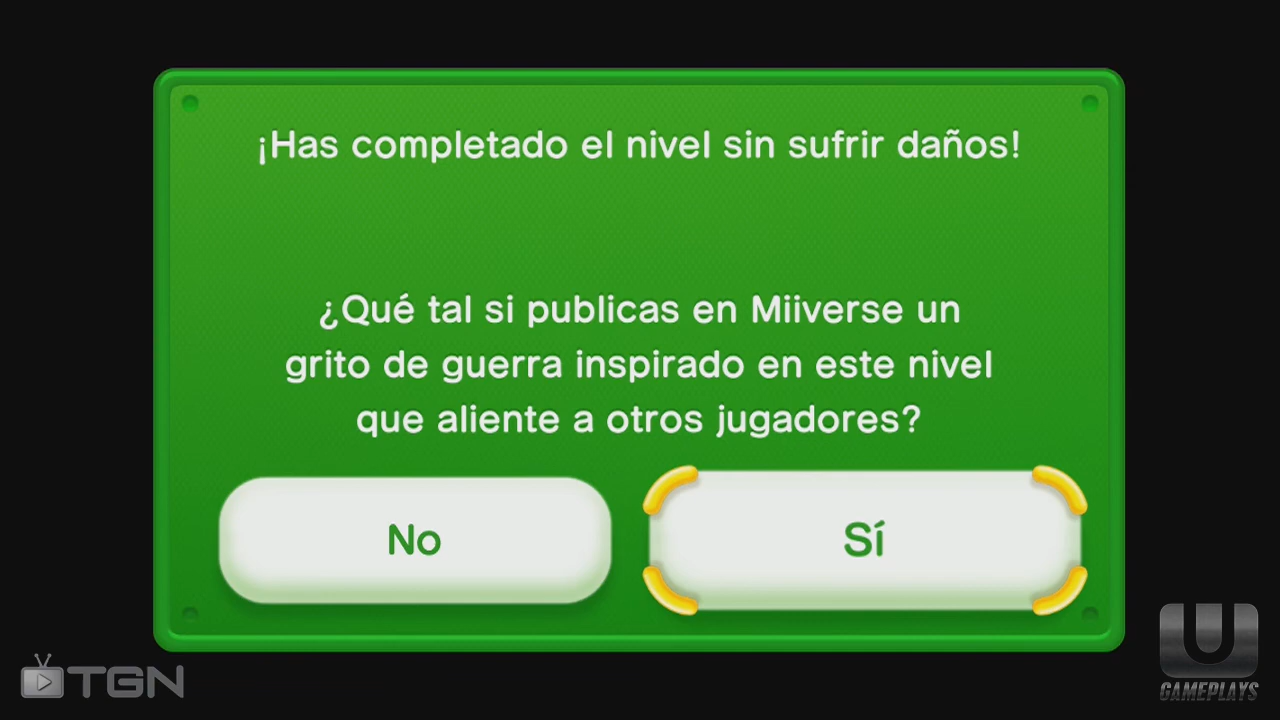 ¡Has completado el nivel sin sufrir daños!
¿Qué tal si publicas en Miiverse un
grito de guerra inspirado en este nivel
que aliente a otros jugadores?
No
Sí
TGN
U
GAMEPLAYS